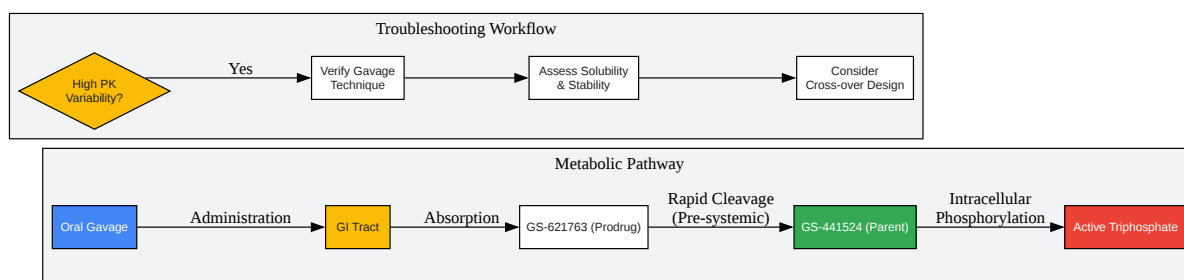 Troubleshooting Workflow
High PK
Variability?
Yes
Verify Gavage
Technique
Assess Solubility
& Stability
Consider
Cross-over Design
Metabolic Pathway
Oral Gavage
Administration
GI Tract
Absorption
GS-621763 (Prodrug)
Rapid Cleavage
(Pre-systemic)
GS-441524 (Parent)
Intracellular
Phosphorylation
Active Triphosphate